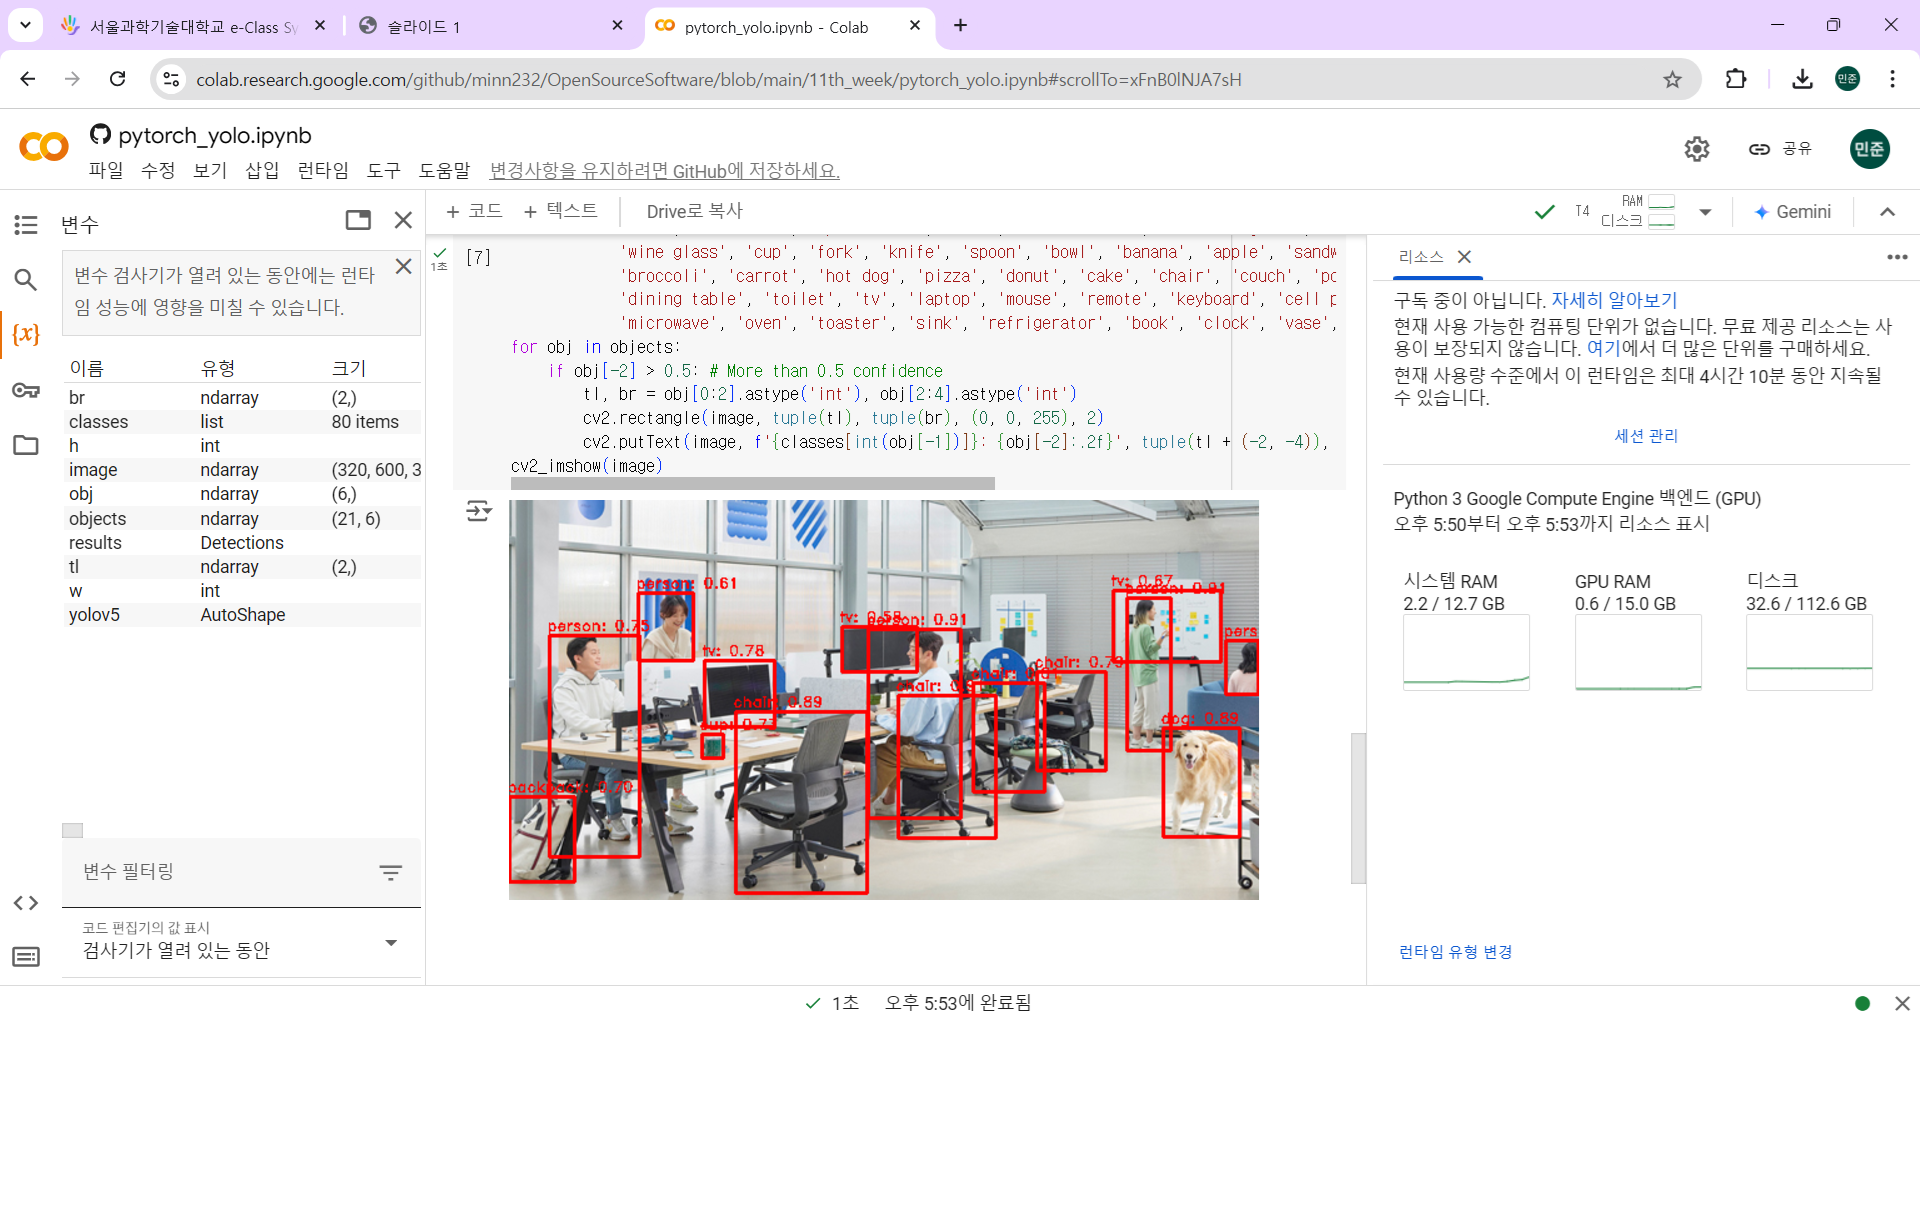 서울과학기술대학교 e-Class Sy
슬라이드 1
pytorch_yolo.ipynb - Colab
colab.research.google.com/github/minn232/OpenSourceSoftware/blob/main/11th_week/pytorch_yolo.ipynb#scrollTo=xFnB0lNJA7sH
민준
pytorch_yolo.ipynb
파일 수정 보기 삽입 런타임 도구 도움말 변경사항을 유지하려면 GitHub에 저장하세요.
공유
민준
변수
변수 검사기가 열려 있는 동안에는 런타
임 성능에 영향을 미칠 수 있습니다.
이름 유형 크기
br ndarray (2,)
classes list 80 items
h int
image ndarray (320, 600, 3
obj ndarray (6,)
objects ndarray (21, 6)
results Detections
tl ndarray (2,)
w int
yolov5 AutoShape
변수 필터링
코드 편집기의 값 표시
검사기가 열려 있는 동안
+ 코드 + 텍스트 Drive로 복사
T4 RAM
디스크
Gemini
1초
[7]
'wine glass', 'cup', 'fork', 'knife', 'spoon', 'bowl', 'banana', 'apple', 'sandw
'broccoli', 'carrot', 'hot dog', 'pizza', 'donut', 'cake', 'chair', 'couch', 'po
'dining table', 'toilet', 'tv', 'laptop', 'mouse', 'remote', 'keyboard', 'cell p
'microwave', 'oven', 'toaster', 'sink', 'refrigerator', 'book', 'clock', 'vase',
for obj in objects:
if obj[-2] > 0.5: # More than 0.5 confidence
tl, br = obj[0:2].astype('int'), obj[2:4].astype('int')
cv2.rectangle(image, tuple(tl), tuple(br), (0, 0, 255), 2)
cv2.putText(image, f'{classes[int(obj[-1])]}: {obj[-2]:.2f}', tuple(tl + (-2, -4)),
cv2_imshow(image)
person: 0.61
tv: 0.67
person: 0.91
person: 0.75
tv: 0.58
person: 0.91
pers
tv: 0.78
chair: 0.73
chair:
chair:
chair: 0.89
cup: 0.77
dog: 0.89
backpack: 0.70
리소스
구독 중이 아닙니다. 자세히 알아보기
현재 사용 가능한 컴퓨팅 단위가 없습니다. 무료 제공 리소스는 사
용이 보장되지 않습니다. 여기에서 더 많은 단위를 구매하세요.
현재 사용량 수준에서 이 런타임은 최대 4시간 10분 동안 지속될
수 있습니다.
세션 관리
Python 3 Google Compute Engine 백엔드 (GPU)
오후 5:50부터 오후 5:53까지 리소스 표시
시스템 RAM
2.2 / 12.7 GB
GPU RAM
0.6 / 15.0 GB
디스크
32.6 / 112.6 GB
런타임 유형 변경
1초 오후 5:53에 완료됨